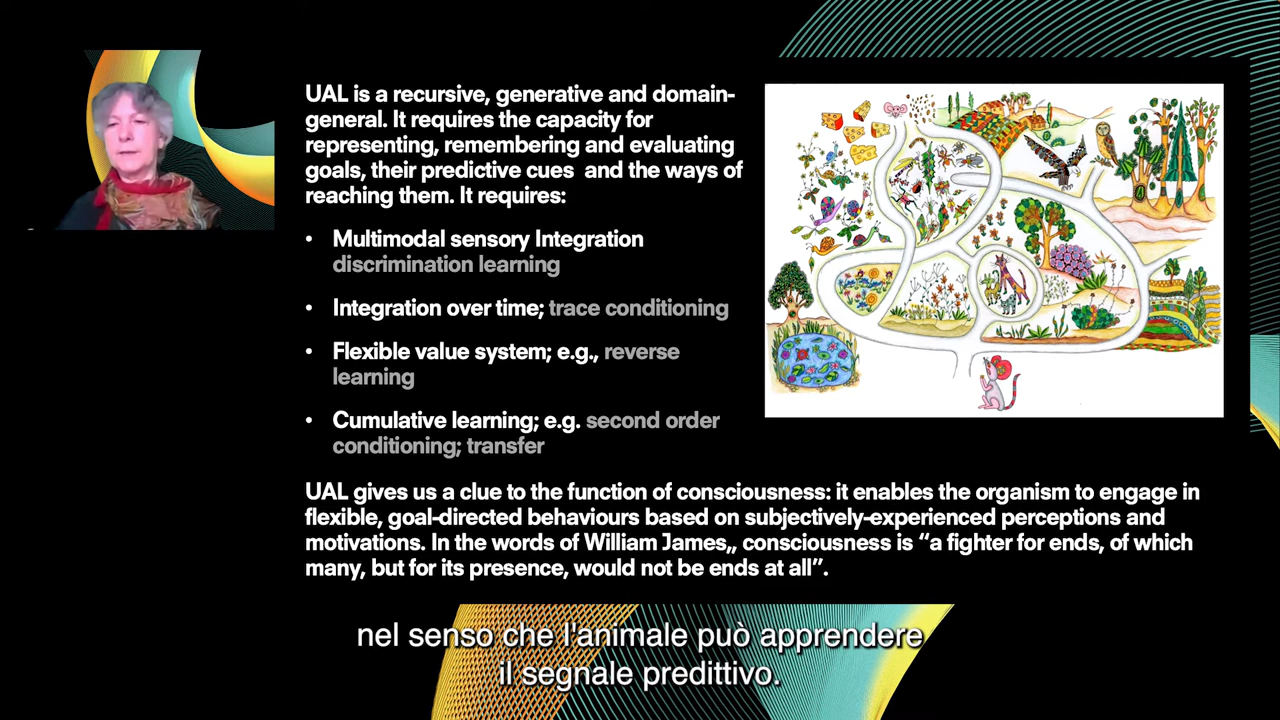 UAL is a recursive, generative and domain-
general. It requires the capacity for
representing, remembering and evaluating
goals, their predictive cues and the ways of
reaching them. It requires:
• Multimodal sensory Integration
discrimination learning
• Integration over time; trace conditioning
• Flexible value system; e.g., reverse
learning
• Cumulative learning; e.g. second order
conditioning; transfer
UAL gives us a clue to the function of consciousness: it enables the organism to engage in
flexible, goal-directed behaviours based on subjectively-experienced perceptions and
motivations. In the words of William James,, consciousness is “a fighter for ends, of which
many, but for its presence, would not be ends at all”.
nel senso che l'animale può apprendere
il segnale predittivo.